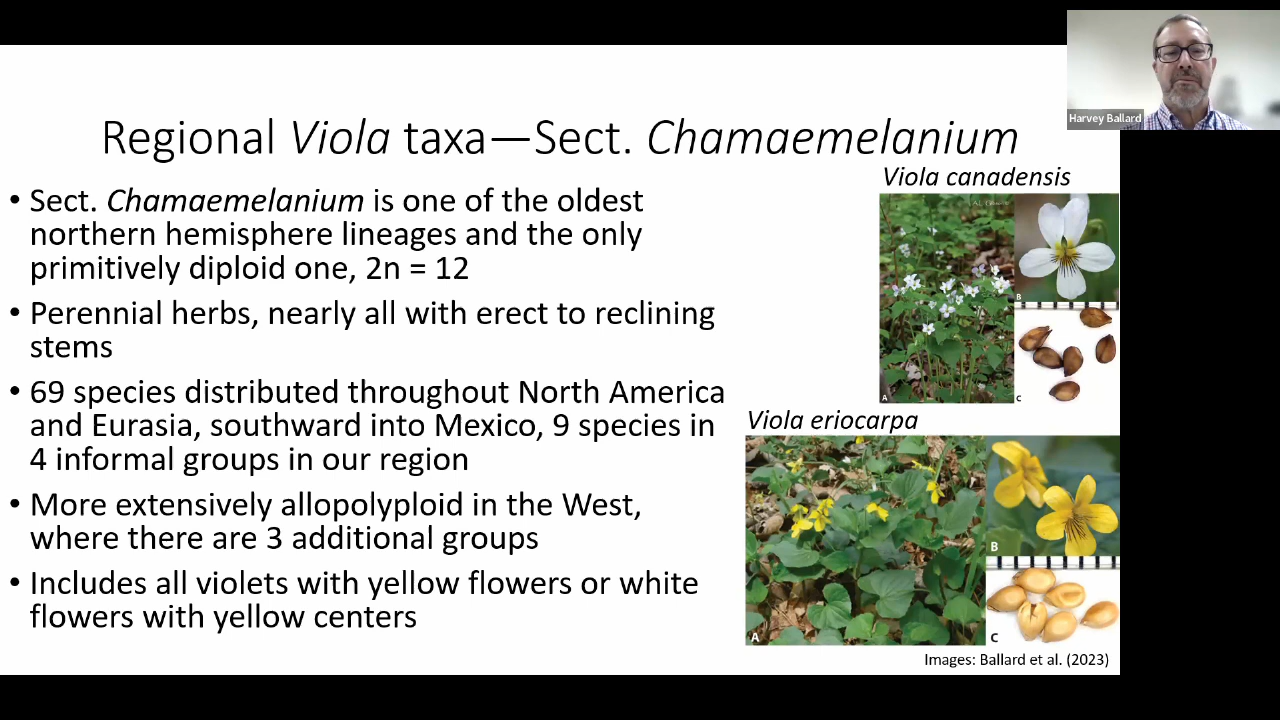 Harvey Ballard
Regional Viola taxa—Sect. Chamaemelanium
• Sect. Chamaemelanium is one of the oldest
northern hemisphere lineages and the only
primitively diploid one, 2n = 12
• Perennial herbs, nearly all with erect to reclining
stems
• 69 species distributed throughout North America
and Eurasia, southward into Mexico, 9 species in
4 informal groups in our region
• More extensively allopolyploid in the West,
where there are 3 additional groups
• Includes all violets with yellow flowers or white
flowers with yellow centers
Viola canadensis
A
B
C
Viola eriocarpa
A
B
C
Images: Ballard et al. (2023)